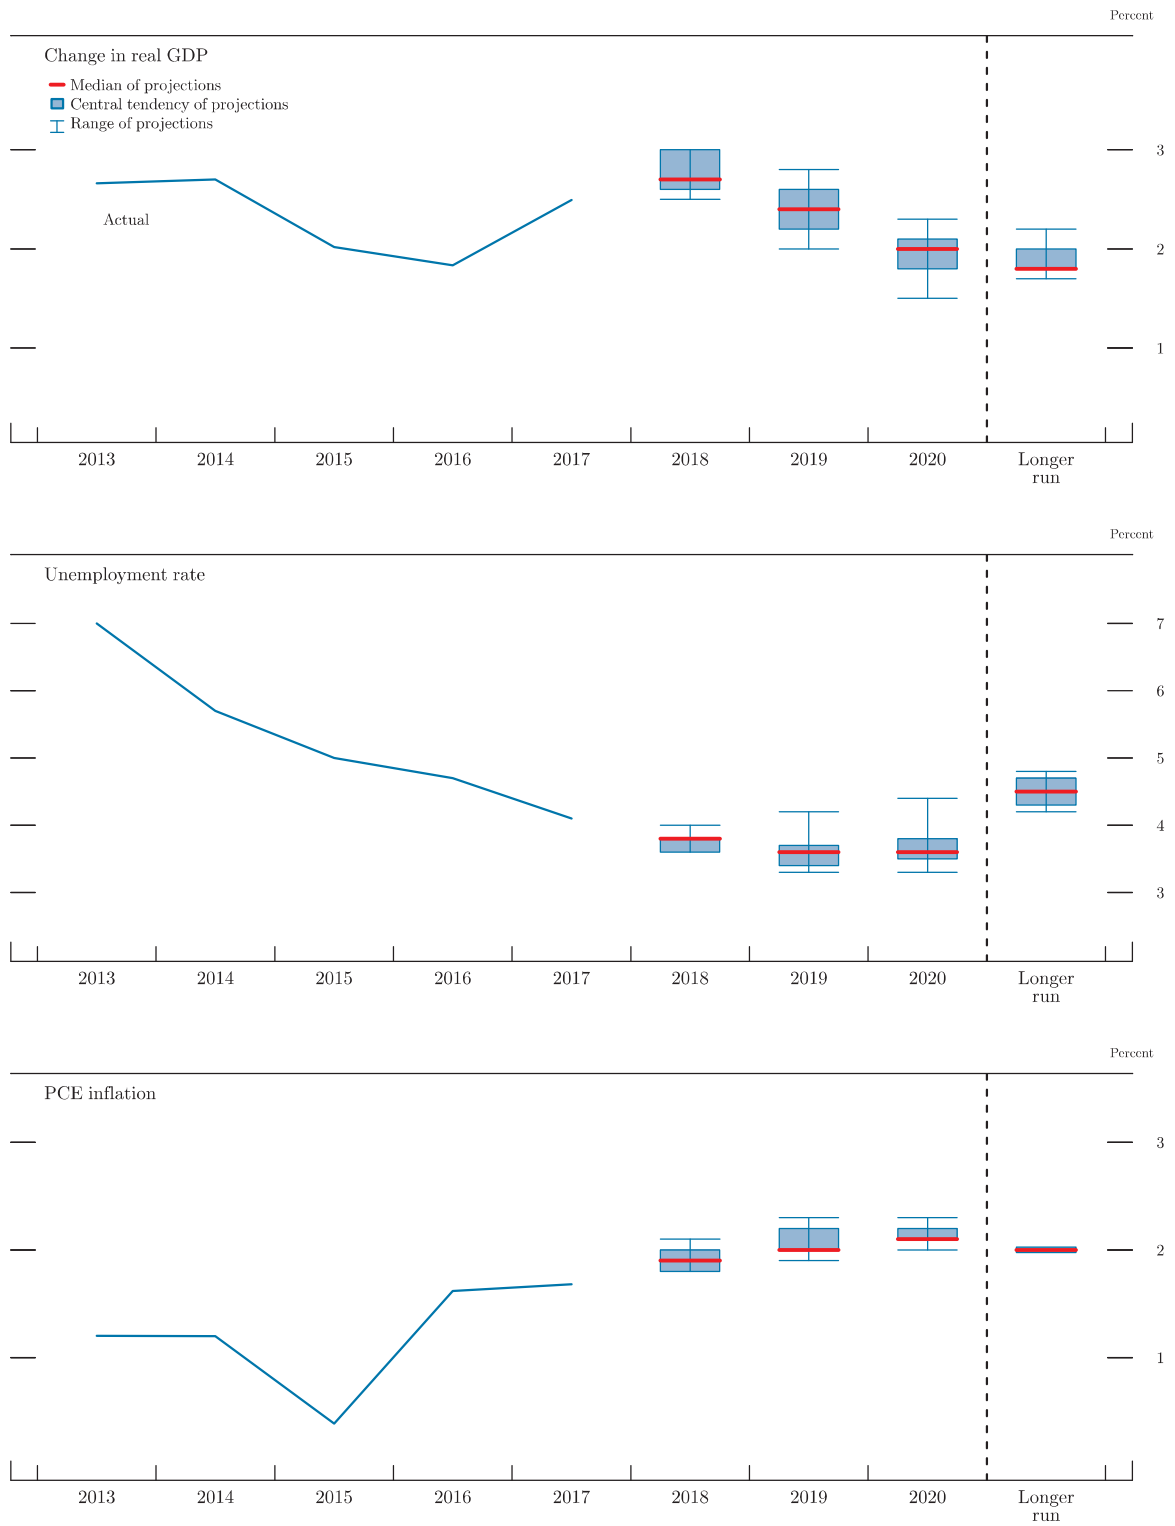 Percent
Change in real GDP
Median of projections
Central tendency of projections
Range of projections
3
Actual
2
1
2013 2014 2015 2016 2017 2018 2019 2020 Longer
run
Percent
Unemployment rate
7
6
5
4
3
2013 2014 2015 2016 2017 2018 2019 2020 Longer
run
Percent
PCE inflation
3
2
1
2013 2014 2015 2016 2017 2018 2019 2020 Longer
run